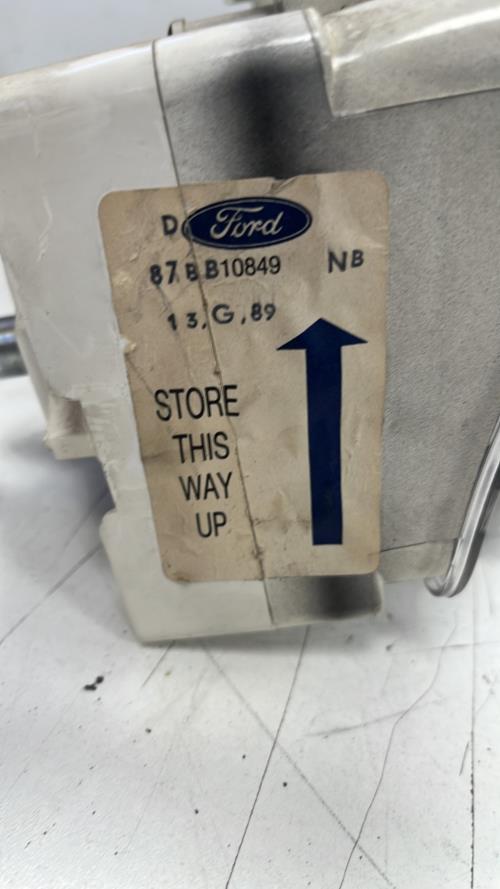 D Ford
87BB10849 NB
13,G,89
STORE
THIS
WAY
UP